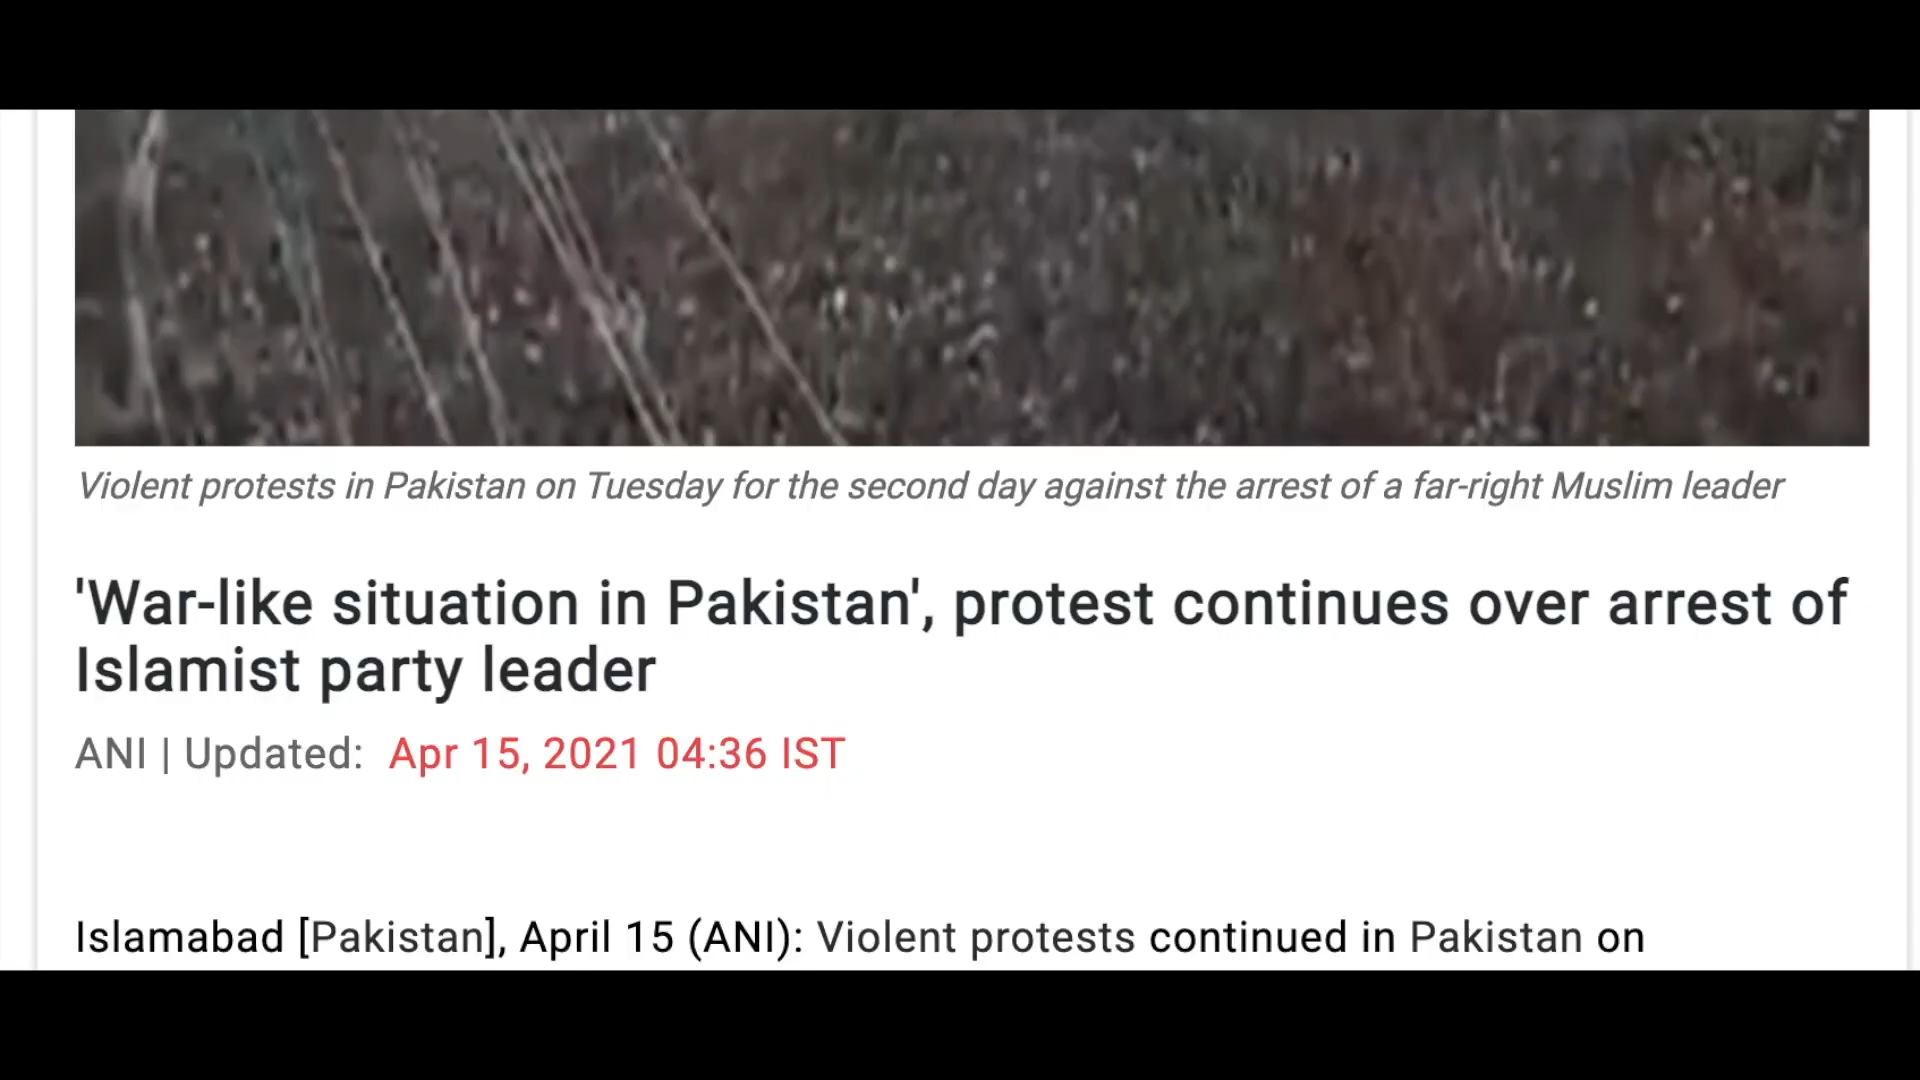 Violent protests in Pakistan on Tuesday for the second day against the arrest of a far-right Muslim leader
'War-like situation in Pakistan', protest continues over arrest of
Islamist party leader
ANI | Updated: Apr 15, 2021 04:36 IST
Islamabad [Pakistan], April 15 (ANI): Violent protests continued in Pakistan on